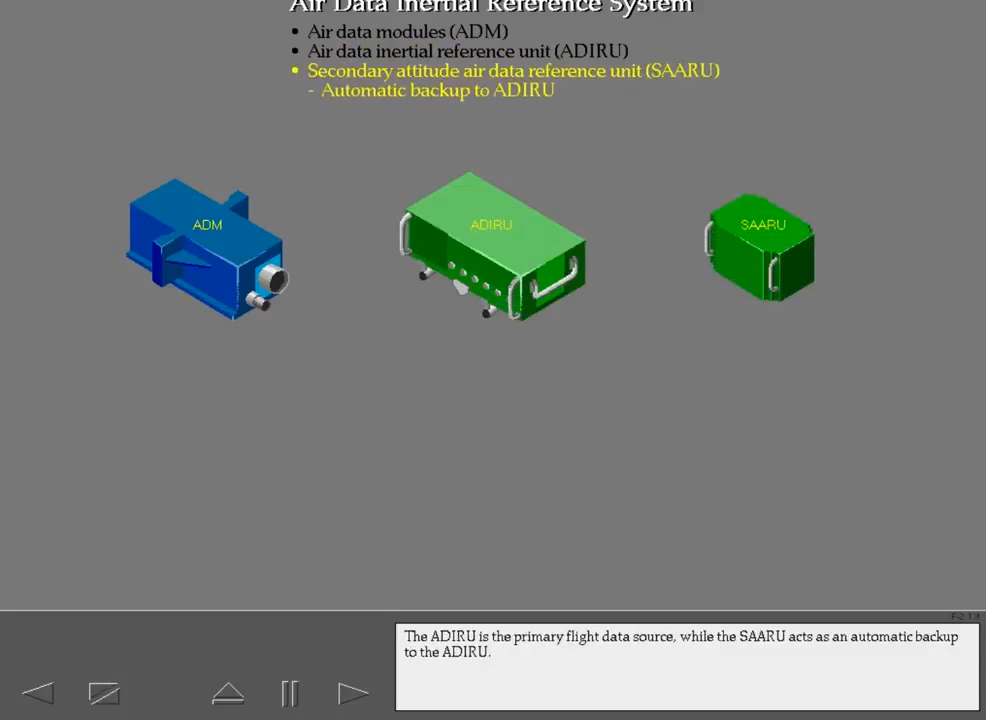 Air Data Inertial Reference System
• Air data modules (ADM)
• Air data inertial reference unit (ADIRU)
• Secondary attitude air data reference unit (SAARU)
- Automatic backup to ADIRU
ADM
ADIRU
SAARU
The ADIRU is the primary flight data source, while the SAARU acts as an automatic backup
to the ADIRU.